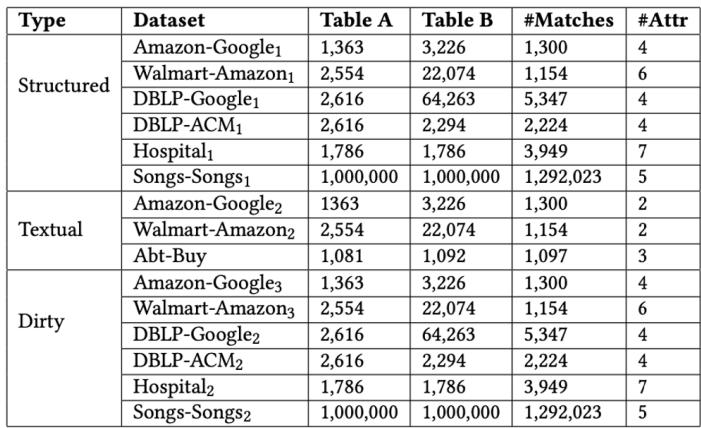 Type Dataset Table A Table B #Matches #Attr
Structured
Amazon-Google₁ 1,363 3,226 1,300 4
Walmart-Amazon₁ 2,554 22,074 1,154 6
DBLP-Google₁ 2,616 64,263 5,347 4
DBLP-ACM₁ 2,616 2,294 2,224 4
Hospital₁ 1,786 1,786 3,949 7
Songs-Songs₁ 1,000,000 1,000,000 1,292,023 5
Textual
Amazon-Google₂ 1363 3,226 1,300 2
Walmart-Amazon₂ 2,554 22,074 1,154 2
Abt-Buy 1,081 1,092 1,097 3
Dirty
Amazon-Google₃ 1,363 3,226 1,300 4
Walmart-Amazon₃ 2,554 22,074 1,154 6
DBLP-Google₂ 2,616 64,263 5,347 4
DBLP-ACM₂ 2,616 2,294 2,224 4
Hospital₂ 1,786 1,786 3,949 7
Songs-Songs₂ 1,000,000 1,000,000 1,292,023 5